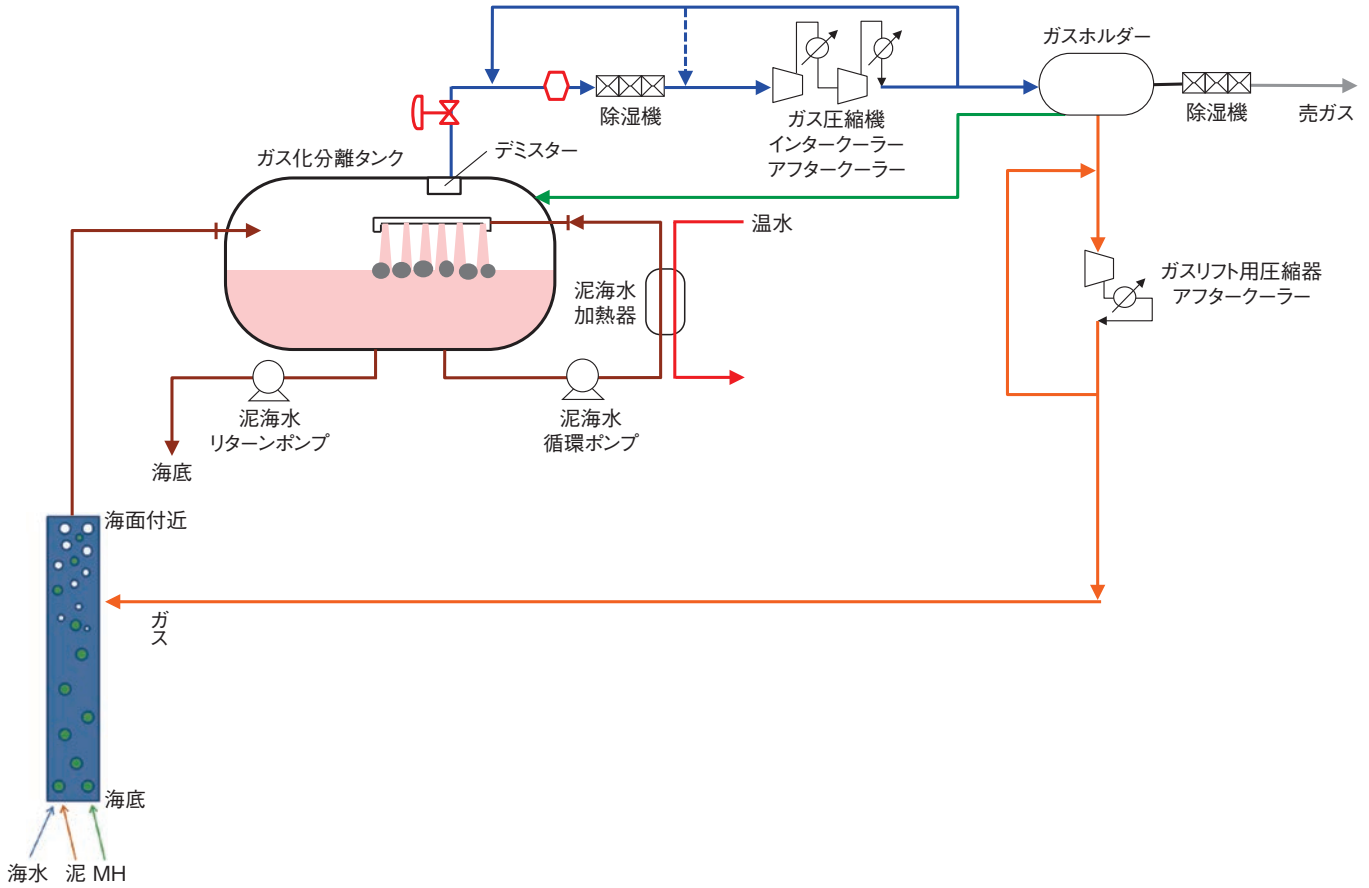 ガスホルダー
除湿機
ガス圧縮機
インタークーラー
アフタークーラー
除湿機
売ガス
デミスター
ガス化分離タンク
温水
泥海水
加熱器
ガスリフト用圧縮器
アフタークーラー
泥海水
リターンポンプ
泥海水
循環ポンプ
海底
海面付近
ガス
海底
海水 泥 MH